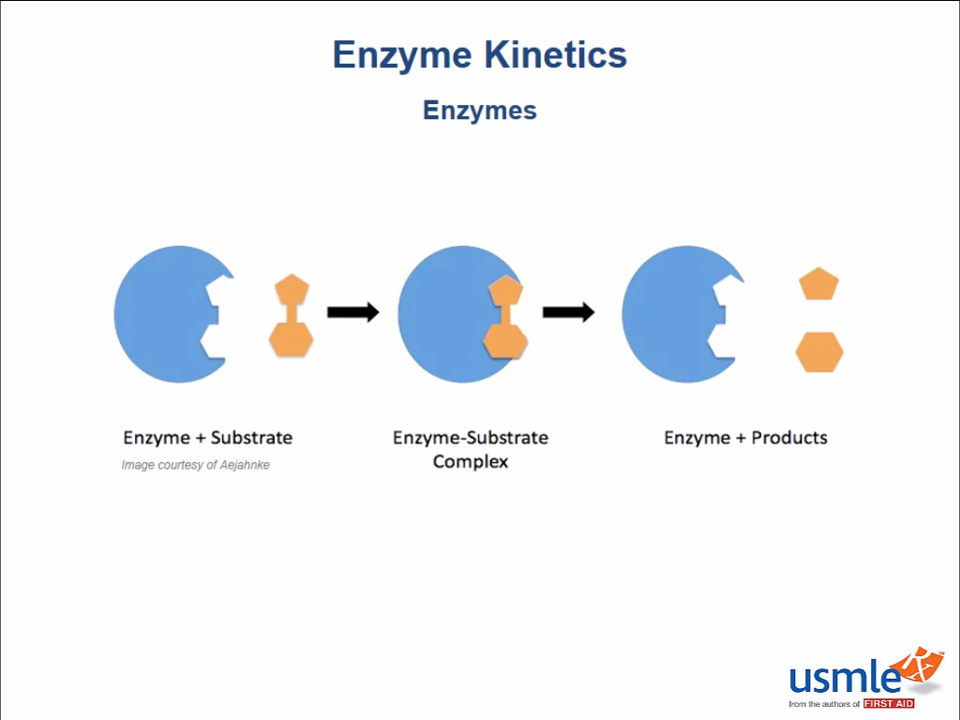 Enzyme Kinetics
Enzymes
Enzyme + Substrate
Image courtesy of Aejahnke
Enzyme-Substrate
Complex
Enzyme + Products
usmle Rx™
from the authors of FIRST AID